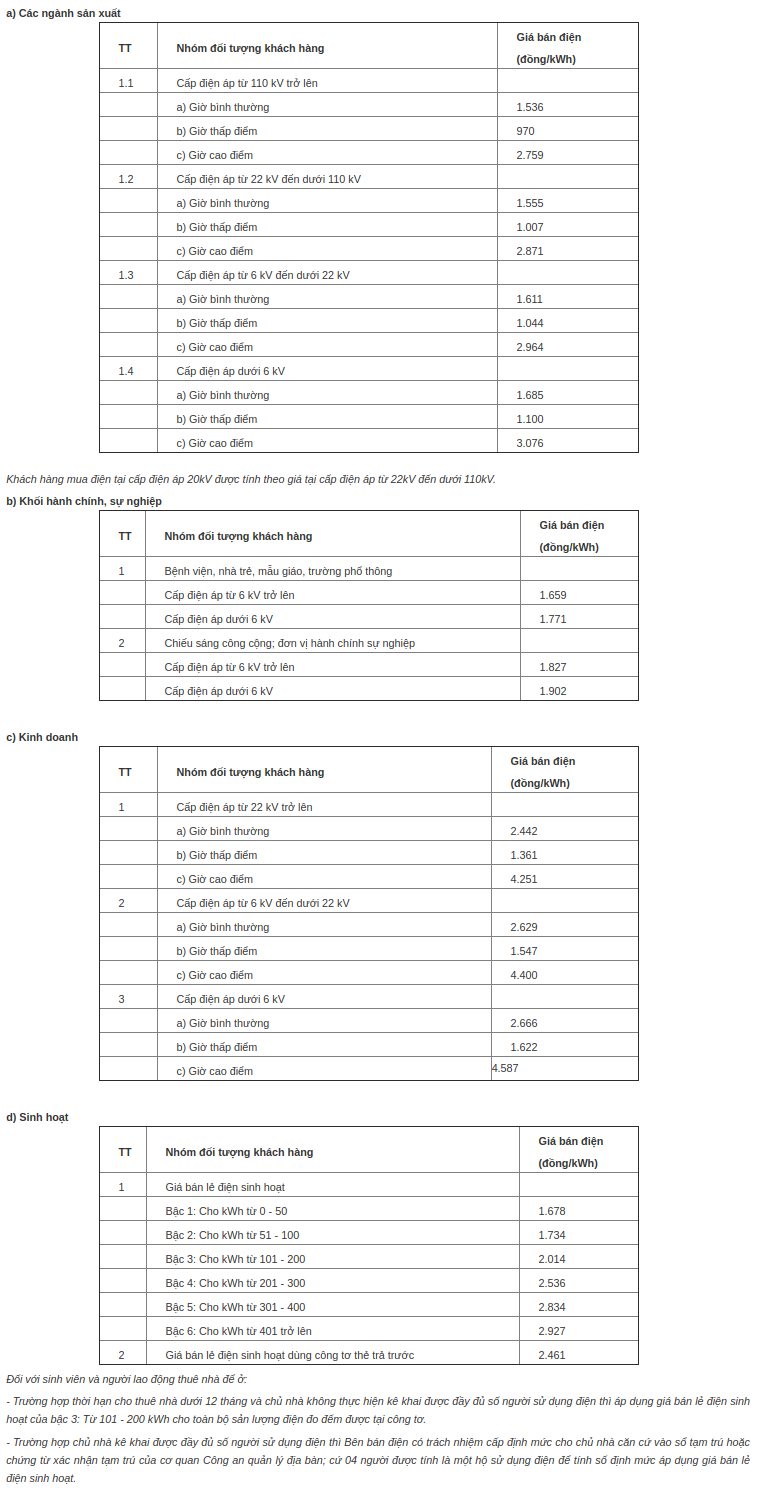 a) Các ngành sản xuất
TT Nhóm đối tượng khách hàng Giá bán điện
(đồng/kWh)
1.1 Cấp điện áp từ 110 kV trở lên
a) Giờ bình thường 1.536
b) Giờ thấp điểm 970
c) Giờ cao điểm 2.759
1.2 Cấp điện áp từ 22 kV đến dưới 110 kV
a) Giờ bình thường 1.555
b) Giờ thấp điểm 1.007
c) Giờ cao điểm 2.871
1.3 Cấp điện áp từ 6 kV đến dưới 22 kV
a) Giờ bình thường 1.611
b) Giờ thấp điểm 1.044
c) Giờ cao điểm 2.964
1.4 Cấp điện áp dưới 6 kV
a) Giờ bình thường 1.685
b) Giờ thấp điểm 1.100
c) Giờ cao điểm 3.076
Khách hàng mua điện tại cấp điện áp 20kV được tính theo giá tại cấp điện áp từ 22kV đến dưới 110kV.
b) Khối hành chính, sự nghiệp
TT Nhóm đối tượng khách hàng Giá bán điện
(đồng/kWh)
1 Bệnh viện, nhà trẻ, mẫu giáo, trường phổ thông
Cấp điện áp từ 6 kV trở lên 1.659
Cấp điện áp dưới 6 kV 1.771
2 Chiếu sáng công cộng; đơn vị hành chính sự nghiệp
Cấp điện áp từ 6 kV trở lên 1.827
Cấp điện áp dưới 6 kV 1.902
c) Kinh doanh
TT Nhóm đối tượng khách hàng Giá bán điện
(đồng/kWh)
1 Cấp điện áp từ 22 kV trở lên
a) Giờ bình thường 2.442
b) Giờ thấp điểm 1.361
c) Giờ cao điểm 4.251
2 Cấp điện áp từ 6 kV đến dưới 22 kV
a) Giờ bình thường 2.629
b) Giờ thấp điểm 1.547
c) Giờ cao điểm 4.400
3 Cấp điện áp dưới 6 kV
a) Giờ bình thường 2.666
b) Giờ thấp điểm 1.622
c) Giờ cao điểm 4.587
d) Sinh hoạt
TT Nhóm đối tượng khách hàng Giá bán điện
(đồng/kWh)
1 Giá bán lẻ điện sinh hoạt
Bậc 1: Cho kWh từ 0 - 50 1.678
Bậc 2: Cho kWh từ 51 - 100 1.734
Bậc 3: Cho kWh từ 101 - 200 2.014
Bậc 4: Cho kWh từ 201 - 300 2.536
Bậc 5: Cho kWh từ 301 - 400 2.834
Bậc 6: Cho kWh từ 401 trở lên 2.927
2 Giá bán lẻ điện sinh hoạt dùng công tơ thẻ trả trước 2.461
Đối với sinh viên và người lao động thuê nhà để ở:
- Trường hợp thời hạn cho thuê nhà dưới 12 tháng và chủ nhà không thực hiện kê khai được đầy đủ số người sử dụng điện thì áp dụng giá bán lẻ điện sinh
hoạt của bậc 3: Từ 101 - 200 kWh cho toàn bộ sản lượng điện đo đếm được tại công tơ.
- Trường hợp chủ nhà kê khai được đầy đủ số người sử dụng điện thì Bên bán điện có trách nhiệm cấp định mức cho chủ nhà căn cứ vào sổ tạm trú hoặc
chứng từ xác nhận tạm trú của cơ quan Công an quản lý địa bàn; cứ 04 người được tính là một hộ sử dụng điện để tính số định mức áp dụng giá bán lẻ
điện sinh hoạt.